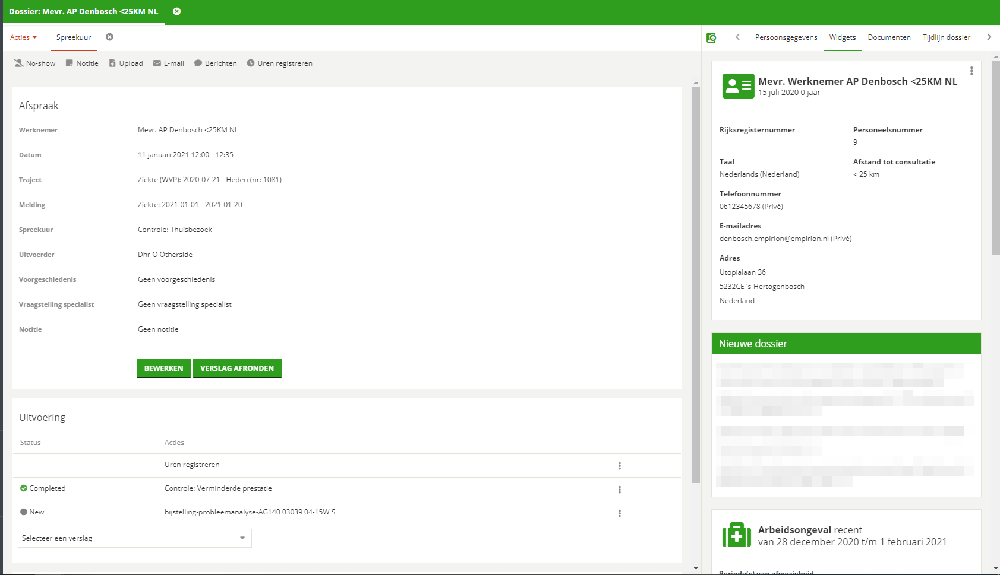 Dossier: Mevr. AP Denbosch <25KM NL
Acties
Spreekuur
No-show
Notitie
Upload
E-mail
Berichten
Uren registreren
Afspraak
Werknemer Mevr. AP Denbosch <25KM NL
Datum 11 januari 2021 12:00 - 12:35
Traject Ziekte (WVP): 2020-07-21 - Heden (nr: 1081)
Melding Ziekte: 2021-01-01 - 2021-01-20
Spreekuur Controle: Thuisbezoek
Uitvoerder Dhr O Otherside
Voorgeschiedenis Geen voorgeschiedenis
Vraagstelling specialist Geen vraagstelling specialist
Notitie Geen notitie
BEWERKEN VERSLAG AFRONDEN
Uitvoering
Status Acties
Uren registreren
Completed Controle: Verminderde prestatie
New bijstelling-probleemanalyse-AG140 03039 04-15W S
Selecteer een verslag
Persoonsgegevens Widgets Documenten Tijdlijn dossier
Mevr. Werknemer AP Denbosch <25KM NL
15 juli 2020 0 jaar
Rijksregisternummer Personeelsnummer
9
Taal Afstand tot consultatie
Nederlands (Nederland) < 25 km
Telefoonnummer
0612345678 (Privé)
E-mailadres
denbosch.empirion@empirion.nl (Privé)
Adres
Utopialaan 36
5232CE 's-Hertogenbosch
Nederland
Nieuwe dossier
Arbeidsongeval recent
van 28 december 2020 t/m 1 februari 2021
Periode(s) van afwezigheid